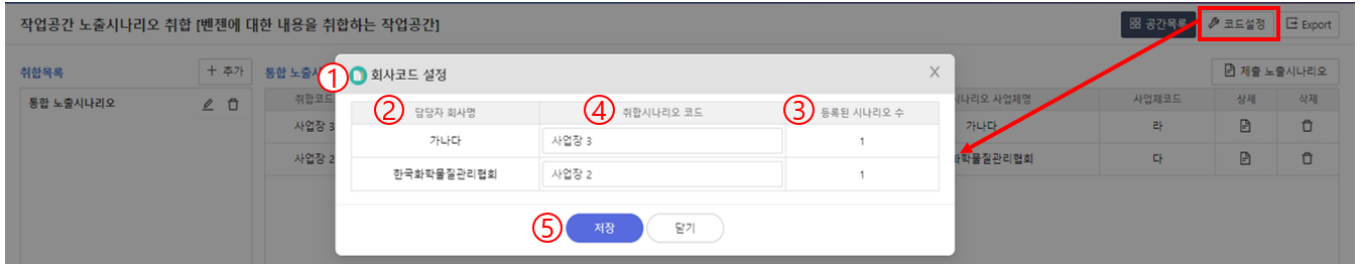 작업공간 노출시나리오 취합 [벤젠에 대한 내용을 취합하는 작업공간]
공간목록 코드설정 Export
취합목록 + 추가 통합 노출시
제출 노출시나리오
통합 노출시나리오
취합코드 시나리오 사업체명 사업체코드 상세 삭제
사업장 3 가나다 라
사업장 2 화학물질관리협회 다
① 회사코드 설정 X
② 담당자 회사명 ④ 취합시나리오 코드 ③ 등록된 시나리오 수
가나다 사업장 3 1
한국화학물질관리협회 사업장 2 1
⑤ 저장 닫기